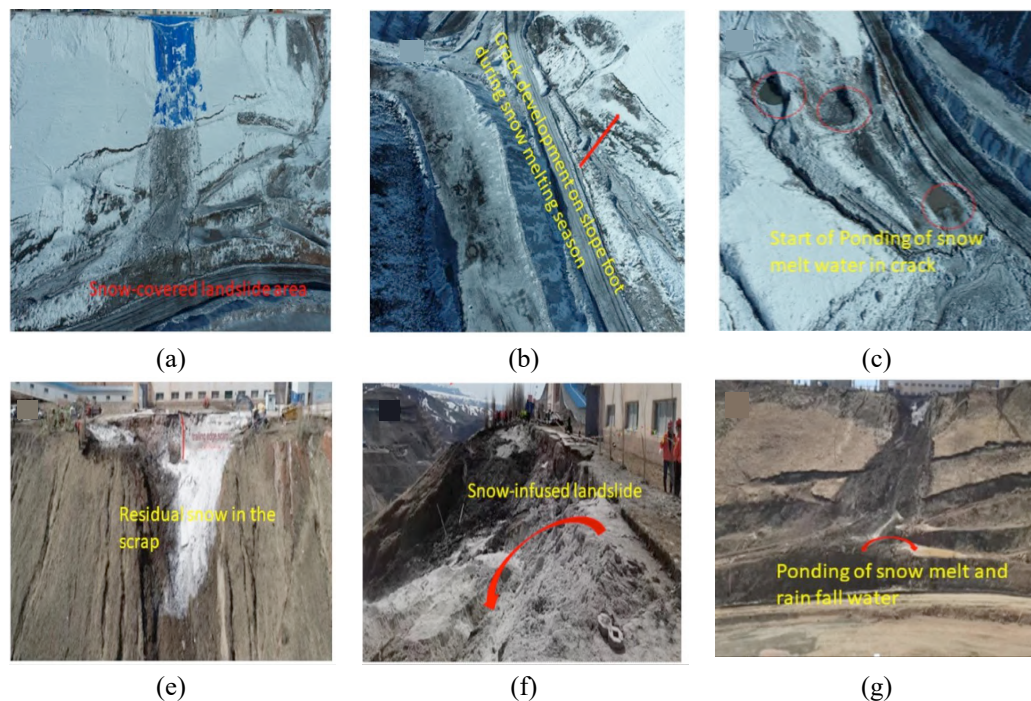 Snow-covered landslide area
Crack development on slope foot
during snow melting season
Start of Ponding of snow
melt water in crack
(a)
(b)
(c)
Residual snow in the
scrap
Snow-infused landslide
Ponding of snow melt and
rain fall water
(e)
(f)
(g)